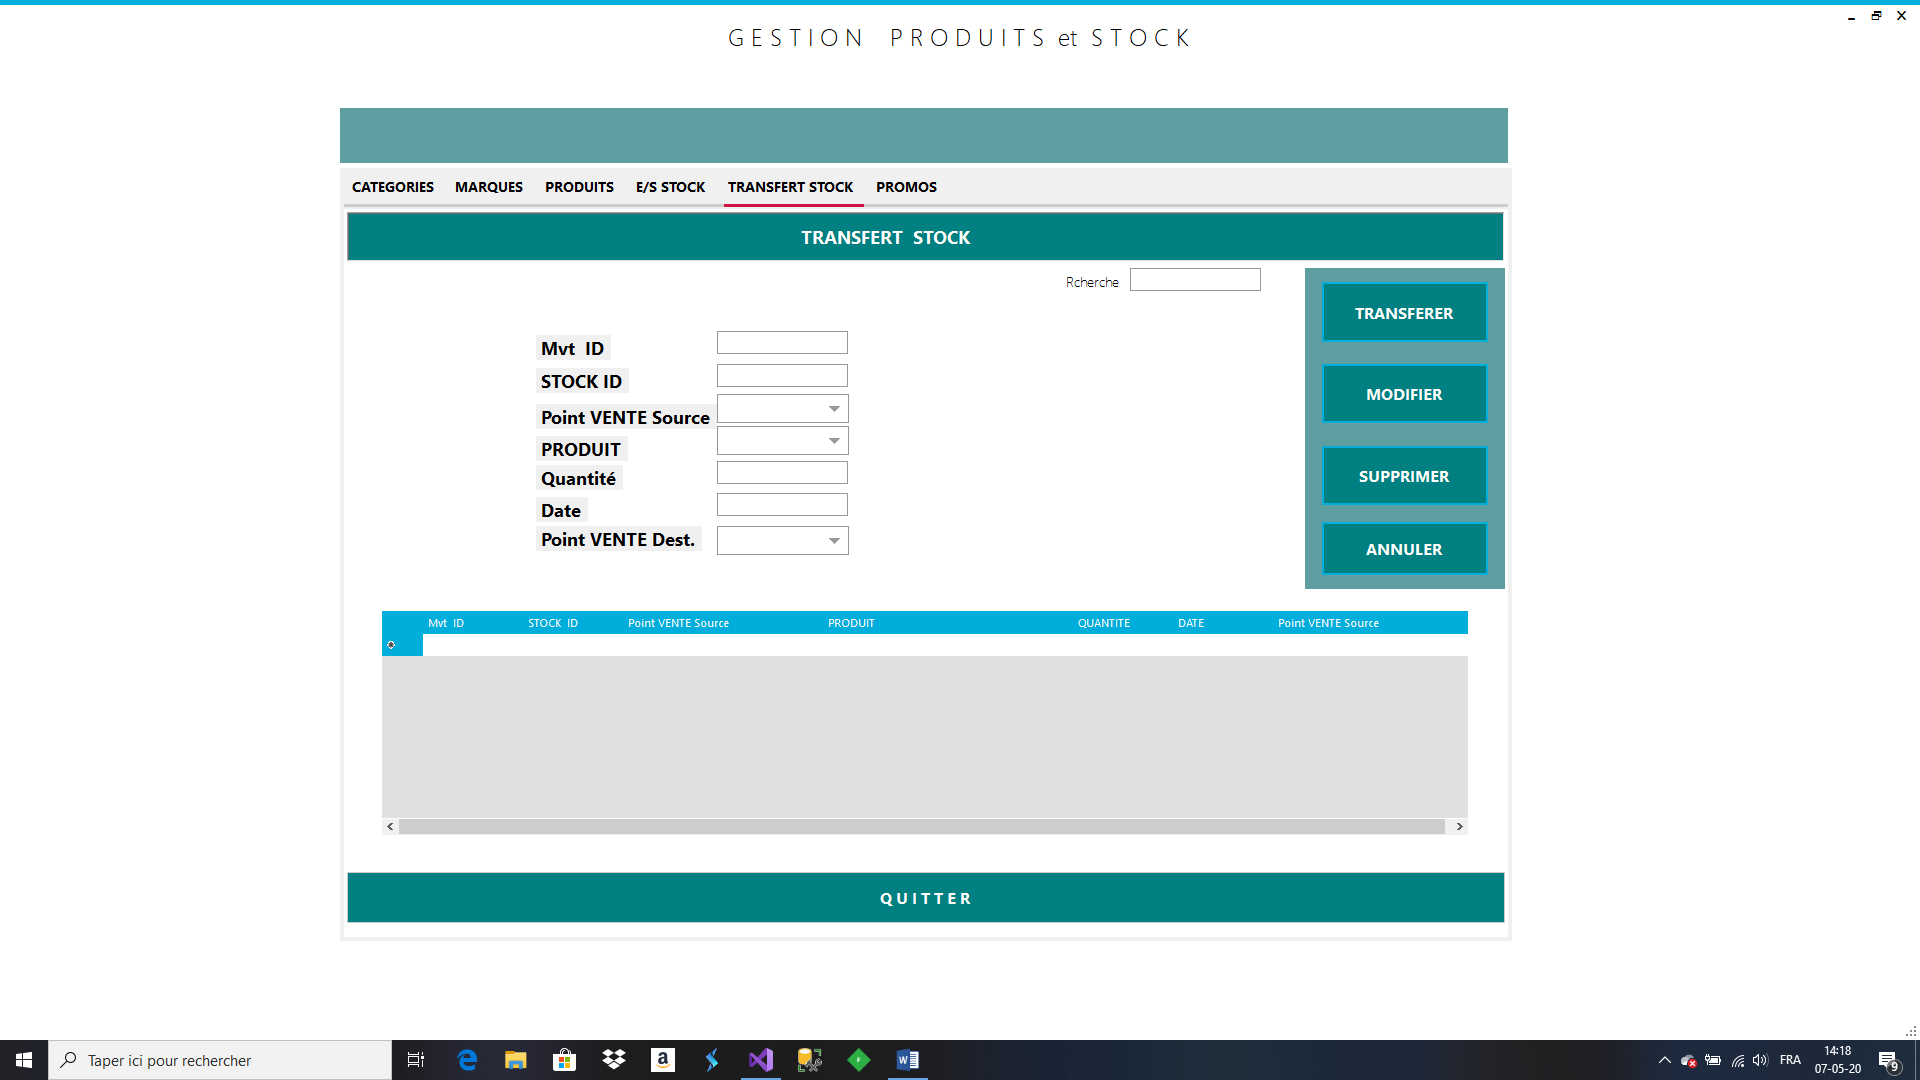 GESTION PRODUITS et STOCK
CATEGORIES MARQUES PRODUITS E/S STOCK TRANSFERT STOCK PROMOS
TRANSFERT STOCK
Rcherche
TRANSFERER
Mvt ID
STOCK ID
MODIFIER
Point VENTE Source
PRODUIT
Quantité
SUPPRIMER
Date
Point VENTE Dest.
ANNULER
Mvt ID STOCK ID Point VENTE Source PRODUIT QUANTITE DATE Point VENTE Source
QUITTER
Taper ici pour rechercher
FRA
14:18
07-05-20
9